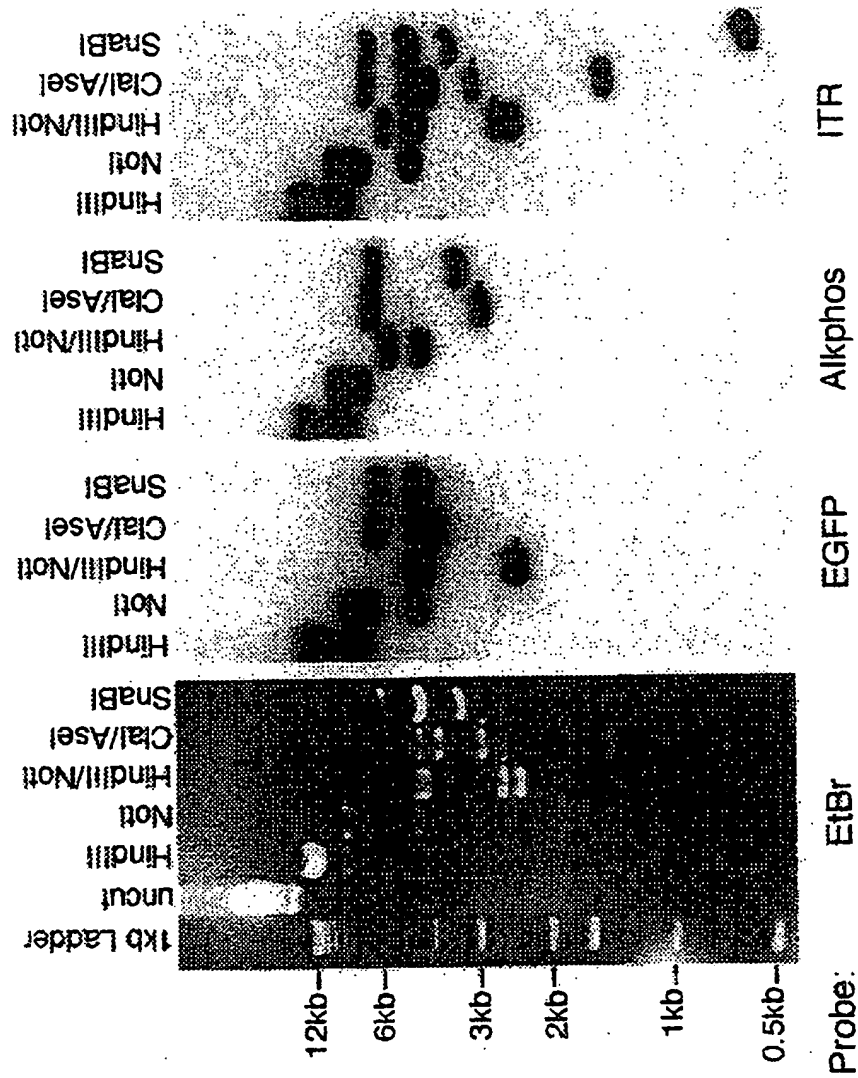 1kb Ladder
uncut
HindIII
NotI
HindIII/NotI
ClaI/AseI
SnaBI
HindIII
NotI
HindIII/NotI
ClaI/AseI
SnaBI
HindIII
NotI
HindIII/NotI
ClaI/AseI
SnaBI
HindIII
NotI
HindIII/NotI
ClaI/AseI
SnaBI
12kb
6kb
3kb
2kb
1kb
0.5kb
Probe: EtBr EGFP Alkphos ITR